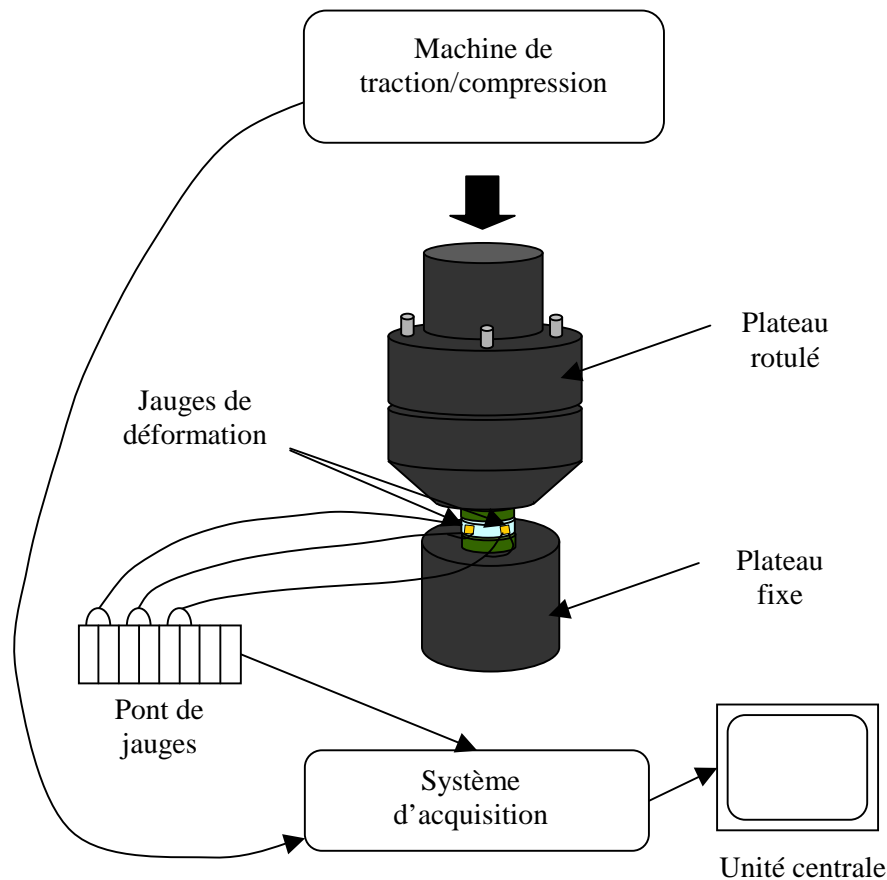 Machine de
traction/compression
Plateau
rotulé
Jauges de
déformation
Plateau
fixe
Pont de
jauges
Système
d’acquisition
Unité centrale